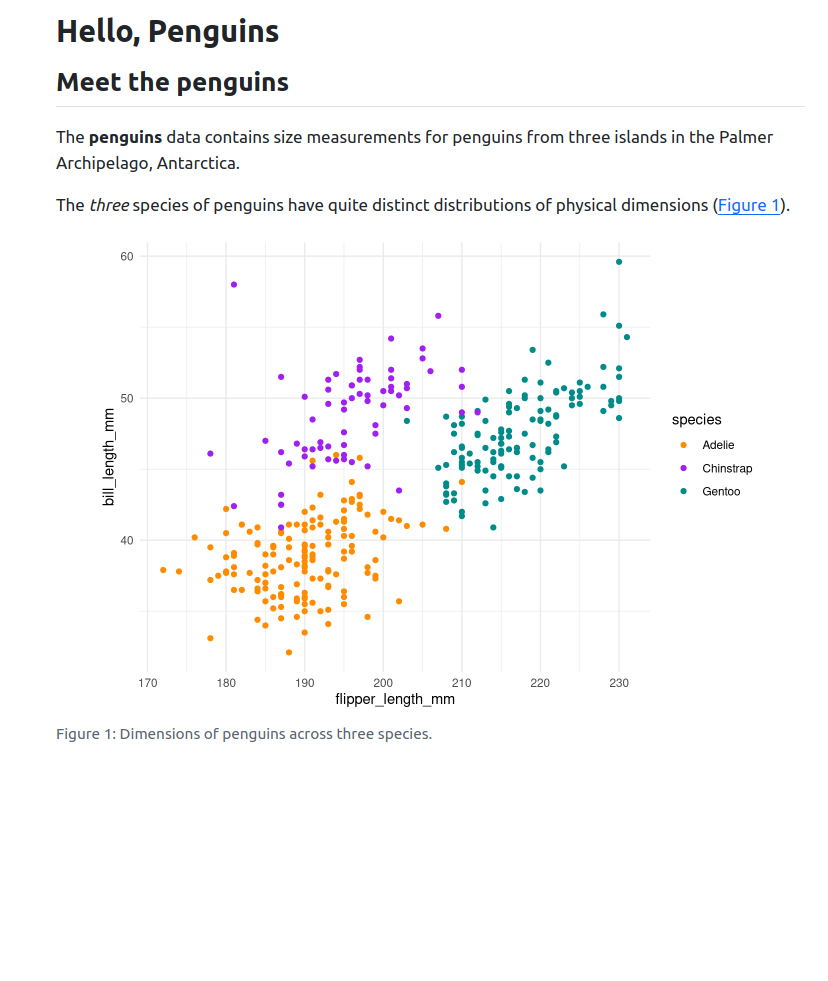 Hello, Penguins
Meet the penguins
The penguins data contains size measurements for penguins from three islands in the Palmer
Archipelago, Antarctica.
The three species of penguins have quite distinct distributions of physical dimensions (Figure 1).
60
50
40
bill_length_mm
170 180 190 200 210 220 230
flipper_length_mm
species
Adelie
Chinstrap
Gentoo
Figure 1: Dimensions of penguins across three species.